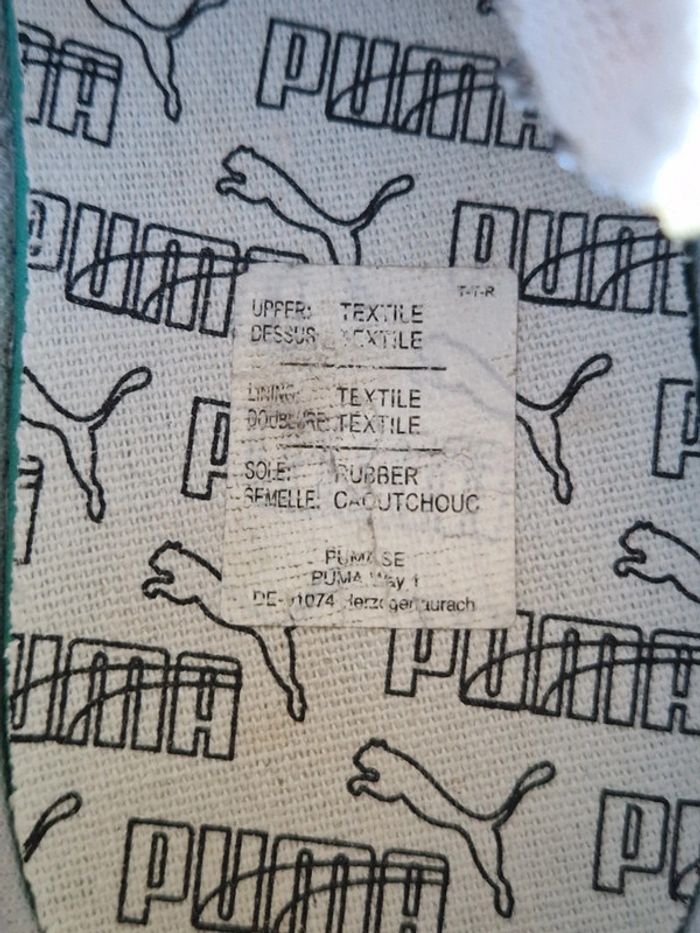 PUMA
PUMA
PUMA
T-T-R
UPPER: TEXTILE
DESSUS TEXTILE
LINING: TEXTILE
DOUBLURE: TEXTILE
SOLE: RUBBER
SEMELLE: CAOUTCHOUC
PUMA SE
PUMA Way 1
DE-91074 Herzogenaurach
PUMA
PUMA
PUMA